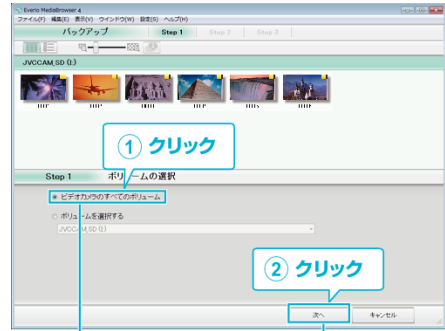 Everio MediaBrowser 4
ファイル(F) 編集(E) 表示(V) ウインドウ(W) 設定(S) ヘルプ(H)
バックアップ Step 1 Step 2 Step 3
JVCCAM_SD (I:)
① クリック
Step 1 ボリュームの選択
ビデオカメラのすべてのボリューム
ボリュームを選択する
JVCCAM_SD (I:)
② クリック
次へ キャンセル